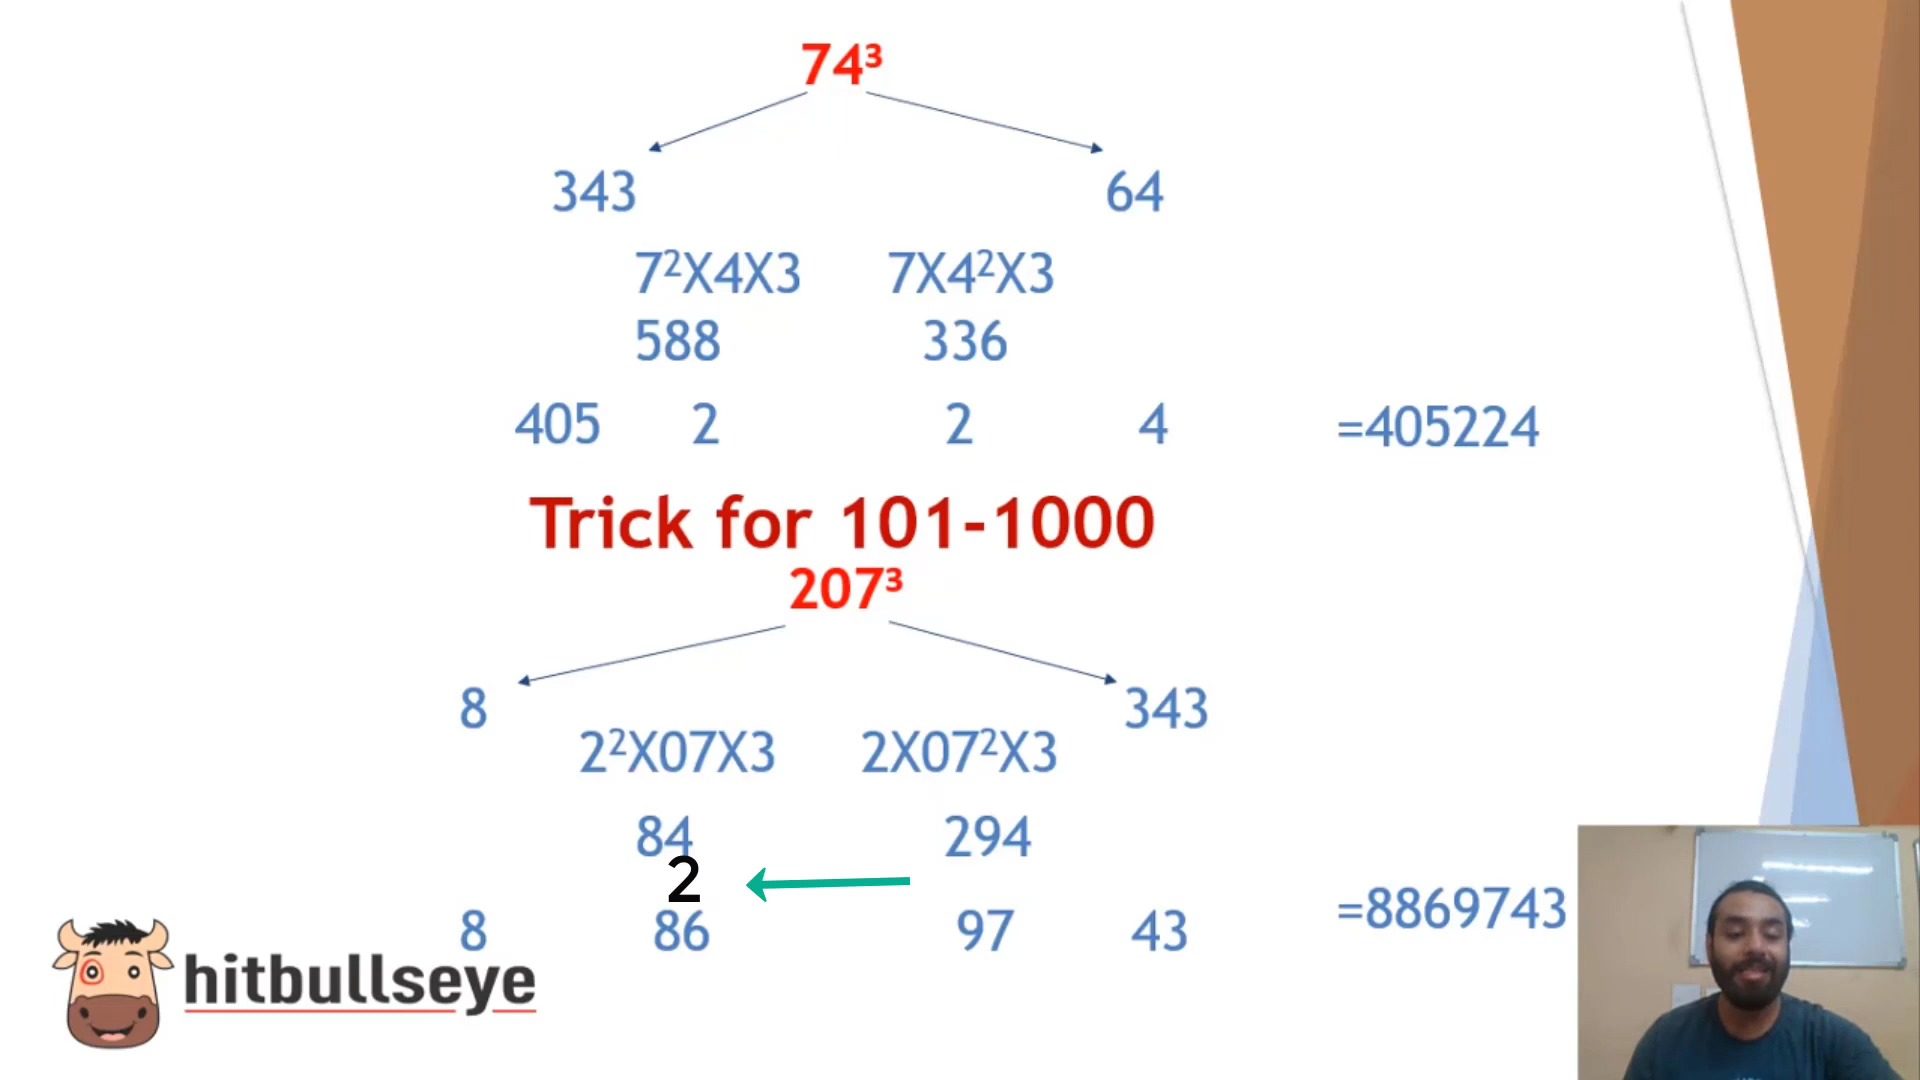 74³
343 64
7²X4X3 7X4²X3
588 336
405 2 2 4 =405224
Trick for 101-1000
207³
8 343
2²X07X3 2X07²X3
84 294
2
8 86 97 43 =8869743
hitbullseye